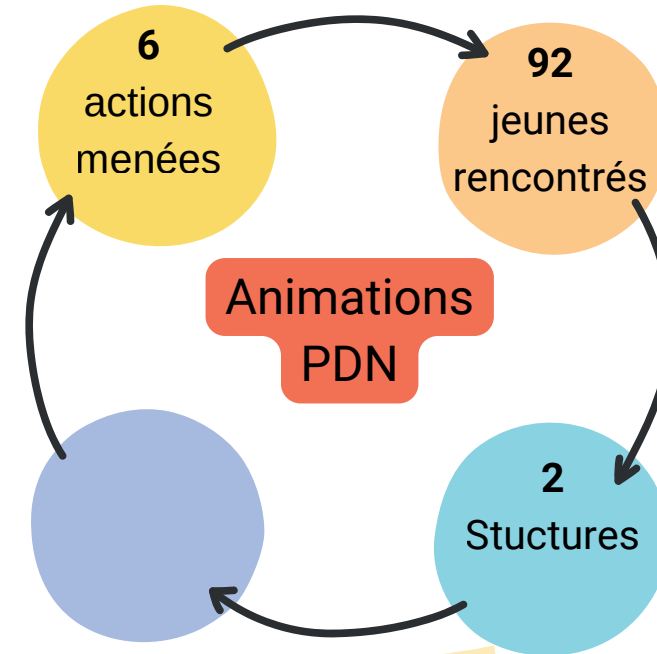 6
actions
menées
92
jeunes
rencontrés
Animations
PDN
2
Stuctures